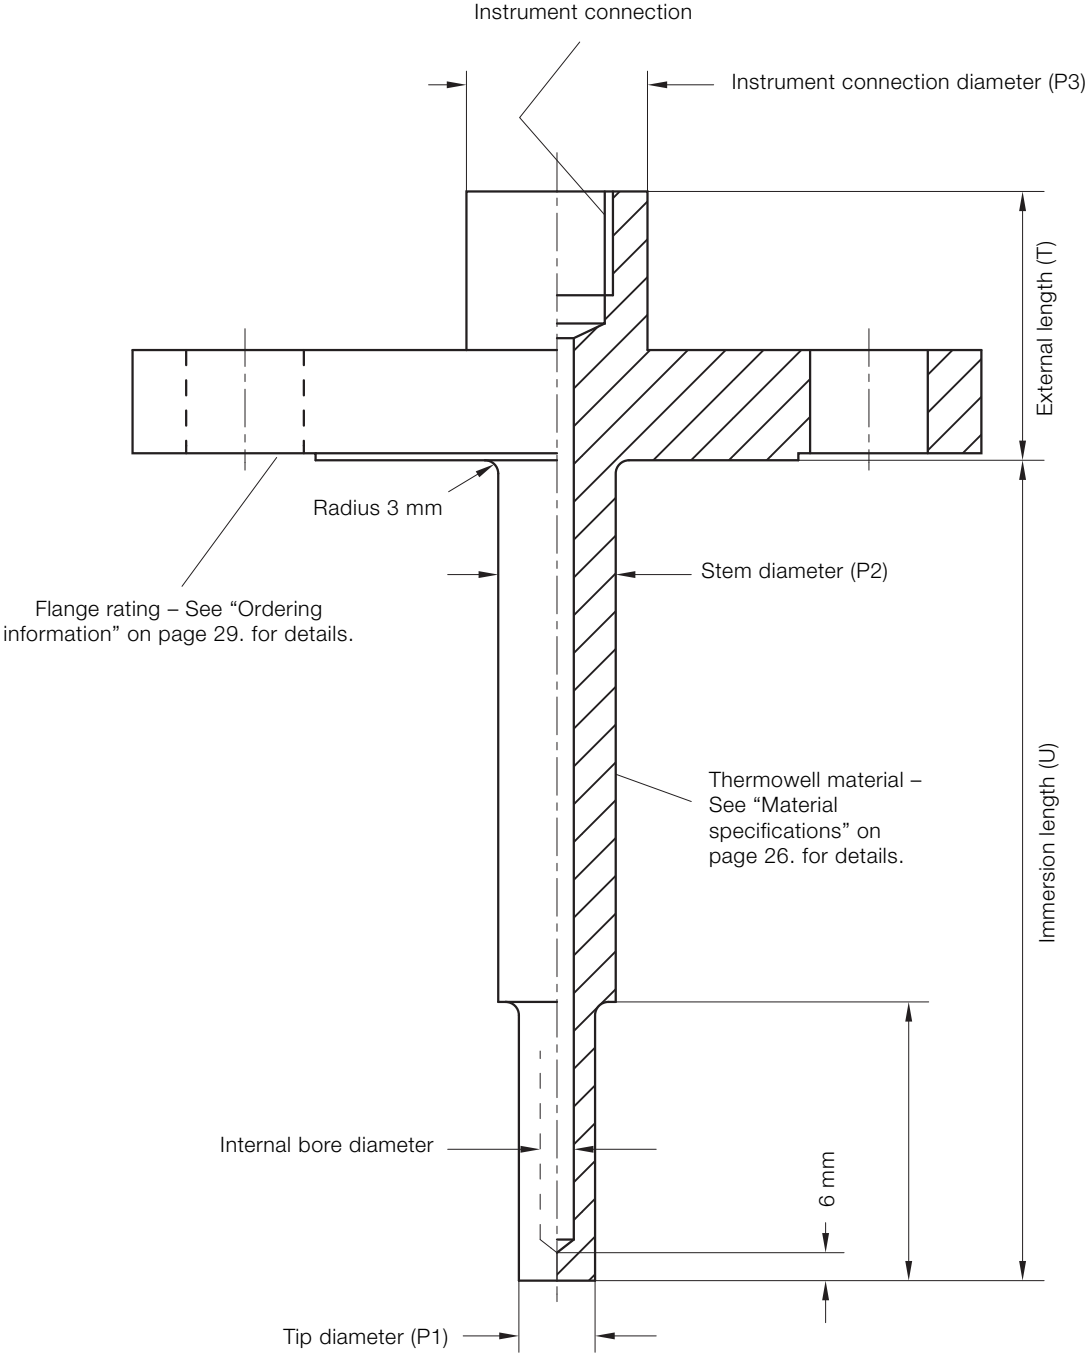 Instrument connection
Instrument connection diameter (P3)
External length (T)
Radius 3 mm
Stem diameter (P2)
Flange rating – See “Ordering
information” on page 29. for details.
Thermowell material –
See “Material
specifications” on
page 26. for details.
Immersion length (U)
Internal bore diameter
6 mm
Tip diameter (P1)